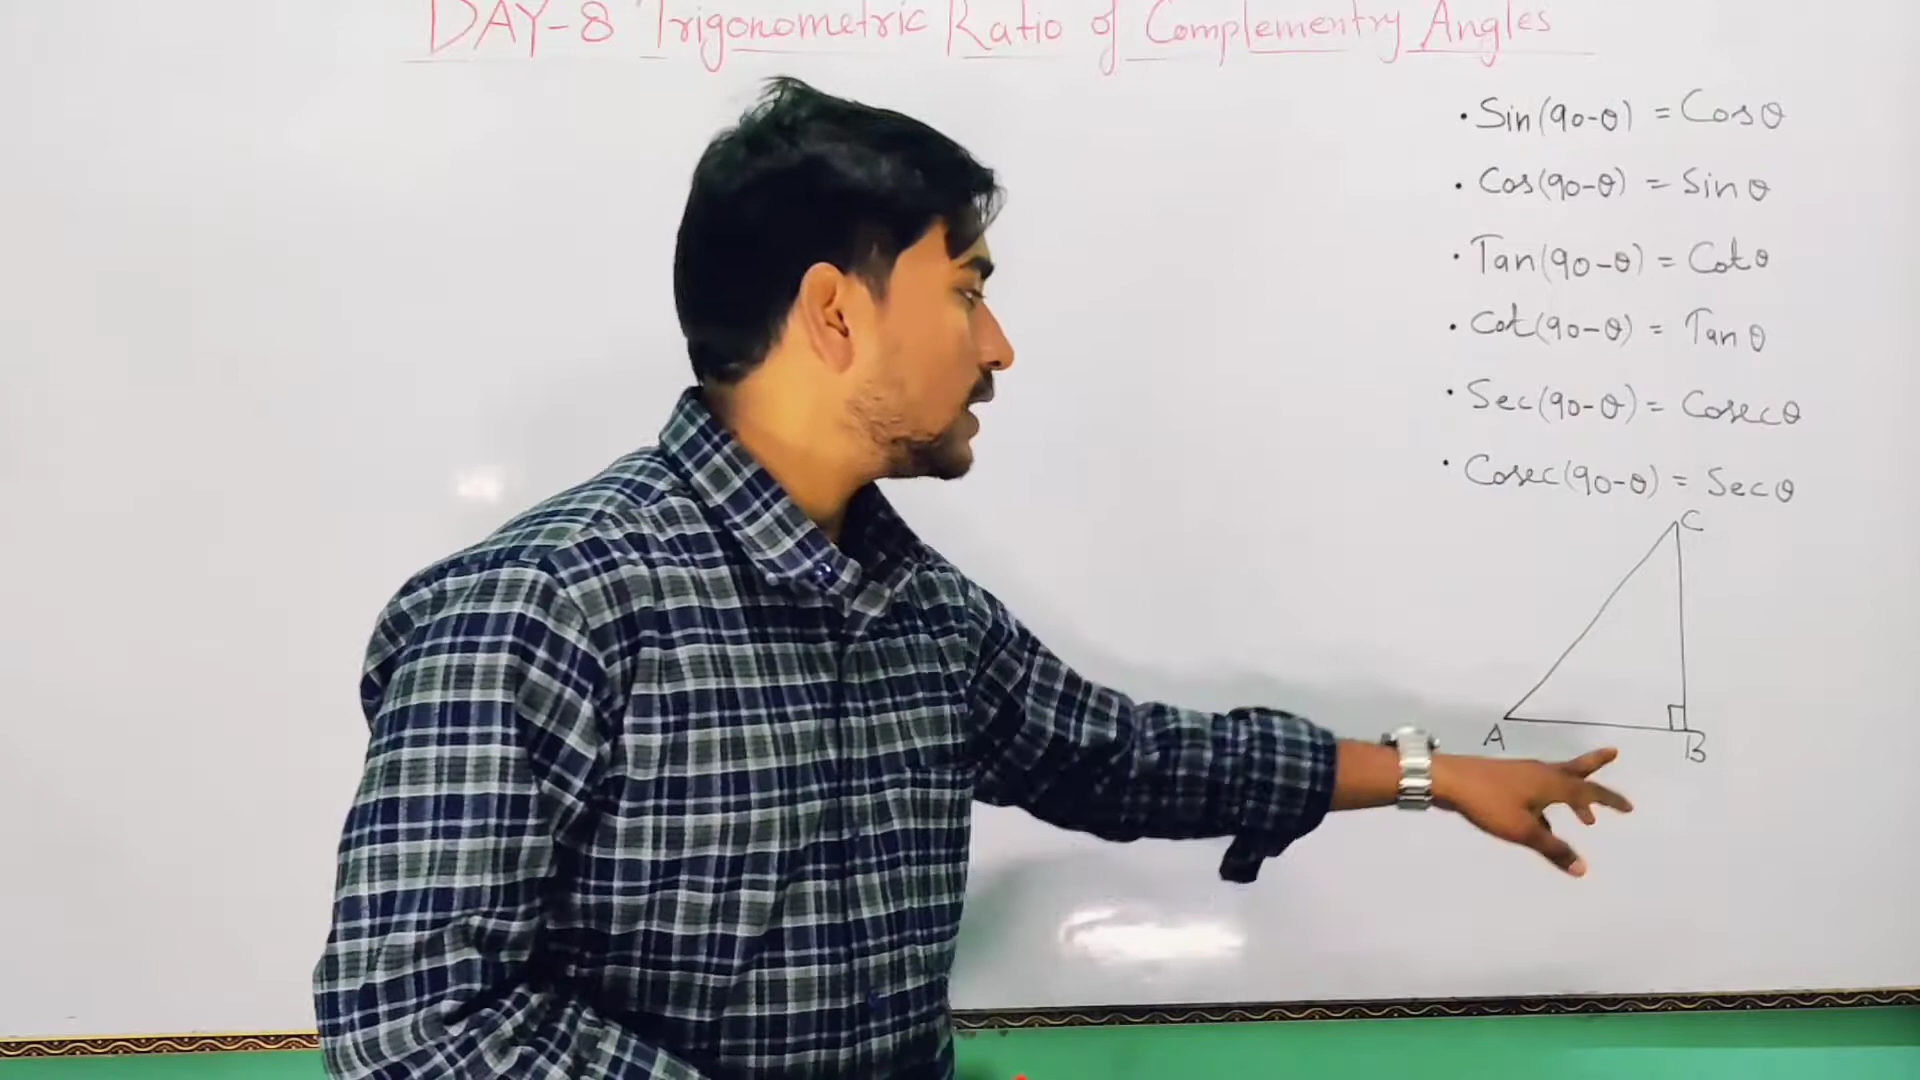 DAY-8 Trigonometric Ratio of Complementry Angles
• Sin(90-θ) = Cosθ
• Cos(90-θ) = Sinθ
• Tan(90-θ) = Cotθ
• Cot(90-θ) = Tanθ
• Sec(90-θ) = Cosecθ
• Cosec(90-θ) = Secθ
C
A
B